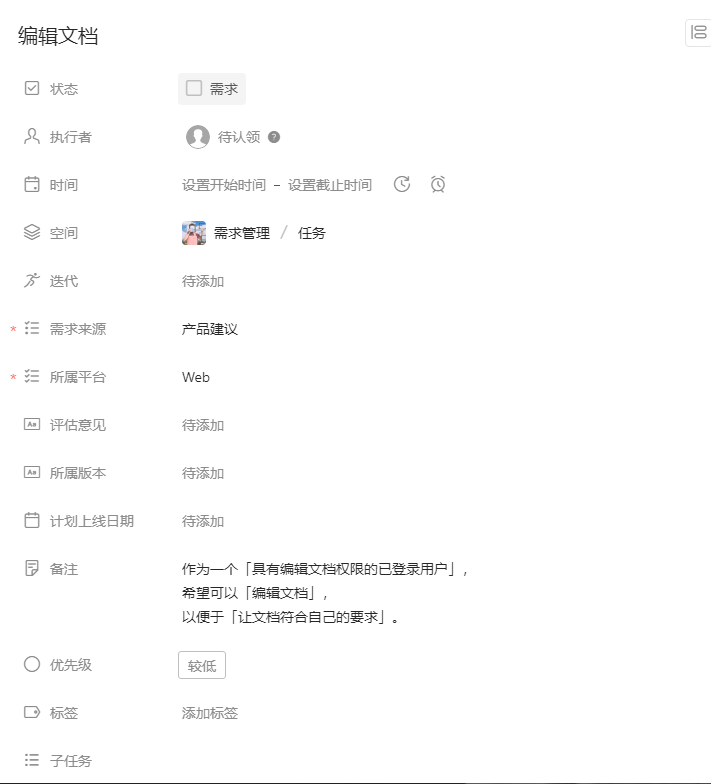 编辑文档
状态 需求
执行者 待认领 ?
时间 设置开始时间 – 设置截止时间
空间 需求管理 / 任务
迭代 待添加
* 需求来源 产品建议
* 所属平台 Web
评估意见 待添加
所属版本 待添加
计划上线日期 待添加
备注 作为一个「具有编辑文档权限的已登录用户」,
希望可以「编辑文档」,
以便于「让文档符合自己的要求」。
优先级 较低
标签 添加标签
子任务